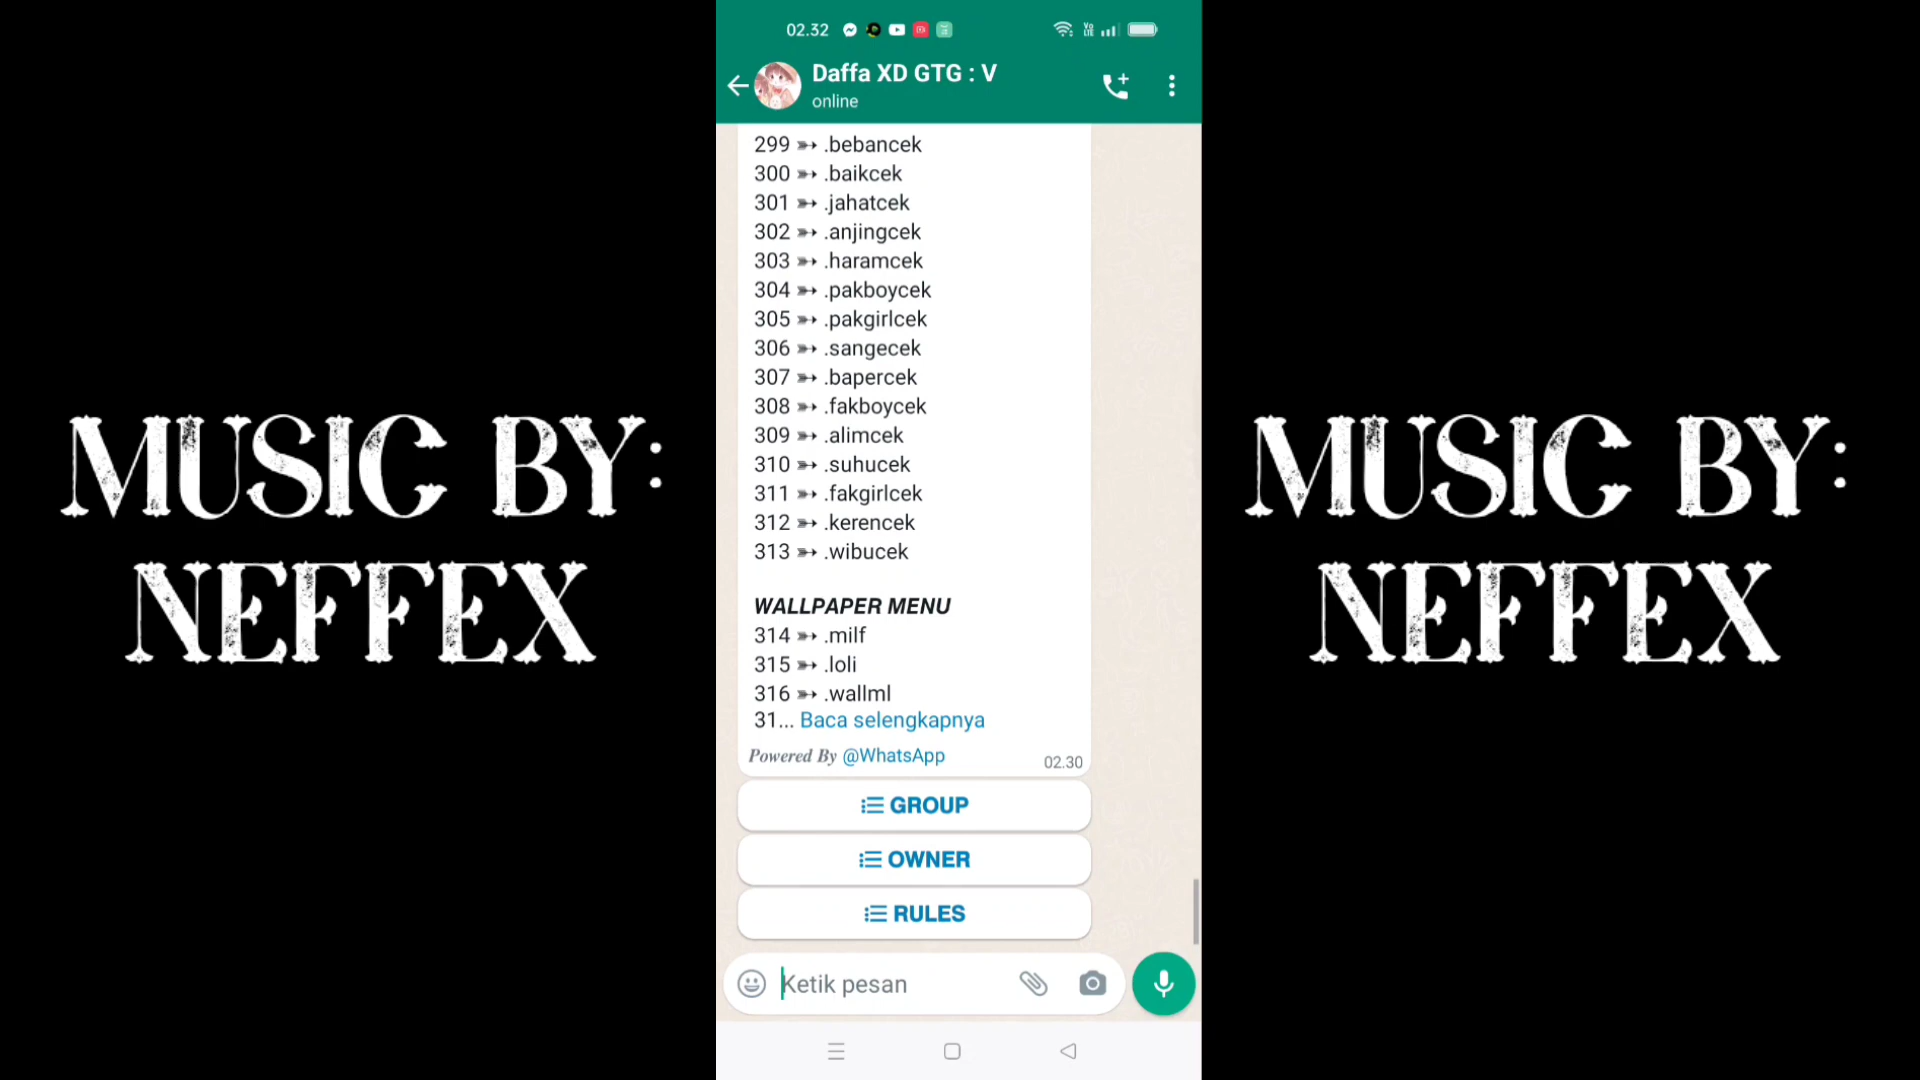 MUSIC BY:
NEFFEX
02.32
Daffa XD GTG : V
online
299 ➳ .bebancek
300 ➳ .baikcek
301 ➳ .jahatcek
302 ➳ .anjingcek
303 ➳ .haramcek
304 ➳ .pakboycek
305 ➳ .pakgirlcek
306 ➳ .sangecek
307 ➳ .bapercek
308 ➳ .fakboycek
309 ➳ .alimcek
310 ➳ .suhucek
311 ➳ .fakgirlcek
312 ➳ .kerencek
313 ➳ .wibucek
WALLPAPER MENU
314 ➳ .milf
315 ➳ .loli
316 ➳ .wallml
31... Baca selengkapnya
Powered By @WhatsApp
02.30
GROUP
OWNER
RULES
Ketik pesan
MUSIC BY:
NEFFEX